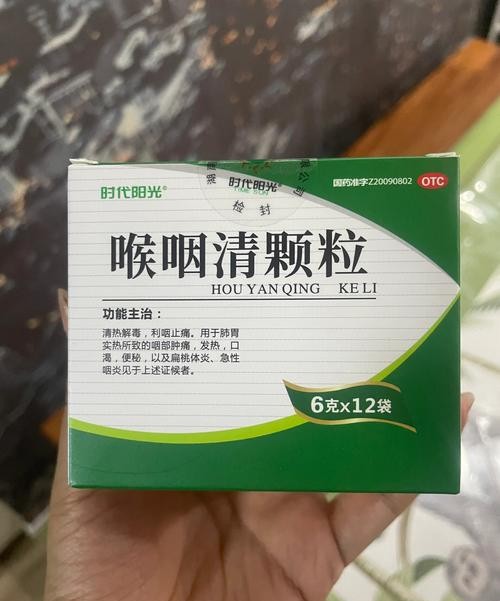 时代阳光®
时代阳光
TIME SUN
检封
国药准字Z20090802
OTC
喉咽清颗粒
HOU YAN QING KE LI
功能主治：
清热解毒，利咽止痛。用于肺胃
实热所致的咽部肿痛，发热，口
渴，便秘，以及扁桃体炎、急性
咽炎见于上述证候者。
6克x12袋